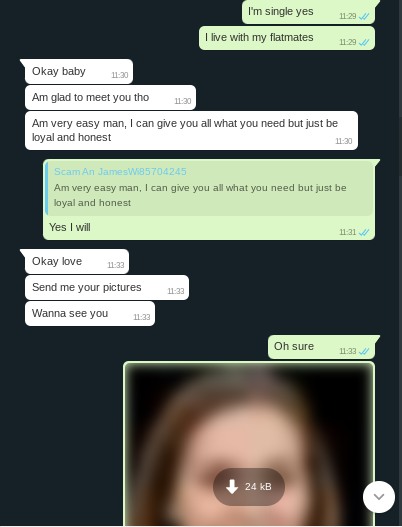 I'm single yes
11:29
I live with my flatmates
11:29
Okay baby
11:30
Am glad to meet you tho
11:30
Am very easy man, I can give you all what you need but just be
loyal and honest
11:30
Scam An JamesWi85704245
Am very easy man, I can give you all what you need but just be
loyal and honest
Yes I will
11:31
Okay love
11:33
Send me your pictures
11:33
Wanna see you
11:33
Oh sure
11:33
24 kB